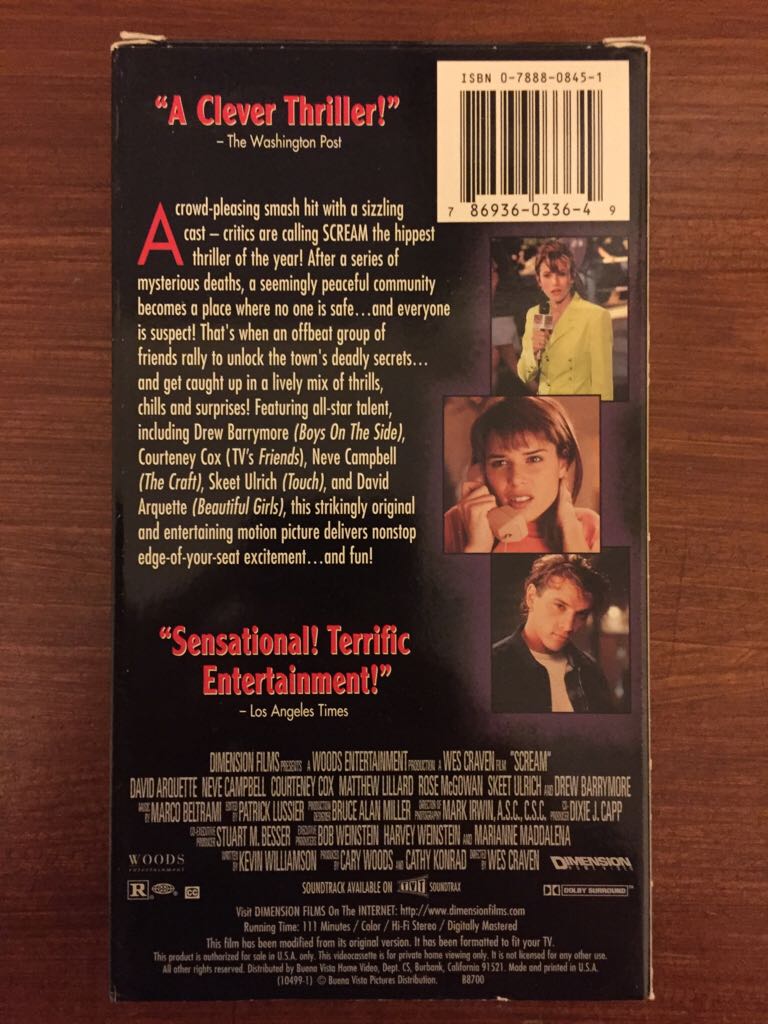 "A Clever Thriller!"
– The Washington Post
ISBN 0-7888-0845-1
7 86936-0336-4 9
A crowd-pleasing smash hit with a sizzling
cast – critics are calling SCREAM the hippest
thriller of the year! After a series of
mysterious deaths, a seemingly peaceful community
becomes a place where no one is safe...and everyone
is suspect! That's when an offbeat group of
friends rally to unlock the town's deadly secrets...
and get caught up in a lively mix of thrills,
chills and surprises! Featuring all-star talent,
including Drew Barrymore (Boys On The Side),
Courteney Cox (TV's Friends), Neve Campbell
(The Craft), Skeet Ulrich (Touch), and David
Arquette (Beautiful Girls), this strikingly original
and entertaining motion picture delivers nonstop
edge-of-your-seat excitement...and fun!
"Sensational! Terrific
Entertainment!"
– Los Angeles Times
DIMENSION FILMS PRESENTS A WOODS ENTERTAINMENT PRODUCTION A WES CRAVEN FILM "SCREAM"
DAVID ARQUETTE NEVE CAMPBELL COURTENEY COX MATTHEW LILLARD ROSE McGOWAN SKEET ULRICH AND DREW BARRYMORE
MUSIC BY MARCO BELTRAMI EDITED BY PATRICK LUSSIER PRODUCTION DESIGNER BRUCE ALAN MILLER DIRECTOR OF PHOTOGRAPHY MARK IRWIN, A.S.C., C.S.C. CO-PRODUCER DIXIE J. CAPP
CO-EXECUTIVE PRODUCER STUART M. BESSER EXECUTIVE PRODUCERS BOB WEINSTEIN HARVEY WEINSTEIN AND MARIANNE MADDALENA
WRITTEN BY KEVIN WILLIAMSON PRODUCED BY CARY WOODS AND CATHY KONRAD DIRECTED BY WES CRAVEN
WOODS
entertainment
DIMENSION
R
CC
SOUNDTRACK AVAILABLE ON TVT SOUNDTRAX
DOLBY SURROUND™
Visit DIMENSION FILMS On The INTERNET: http://www.dimensionfilms.com
Running Time: 111 Minutes / Color / Hi-Fi Stereo / Digitally Mastered
This film has been modified from its original version. It has been formatted to fit your TV.
This product is authorized for sale in U.S.A. only. This videocassette is for private home viewing only. It is not licensed for any other use.
All other rights reserved. Distributed by Buena Vista Home Video, Dept. CS, Burbank, California 91521. Made and printed in U.S.A.
(10499-1) © Buena Vista Pictures Distribution. B8700